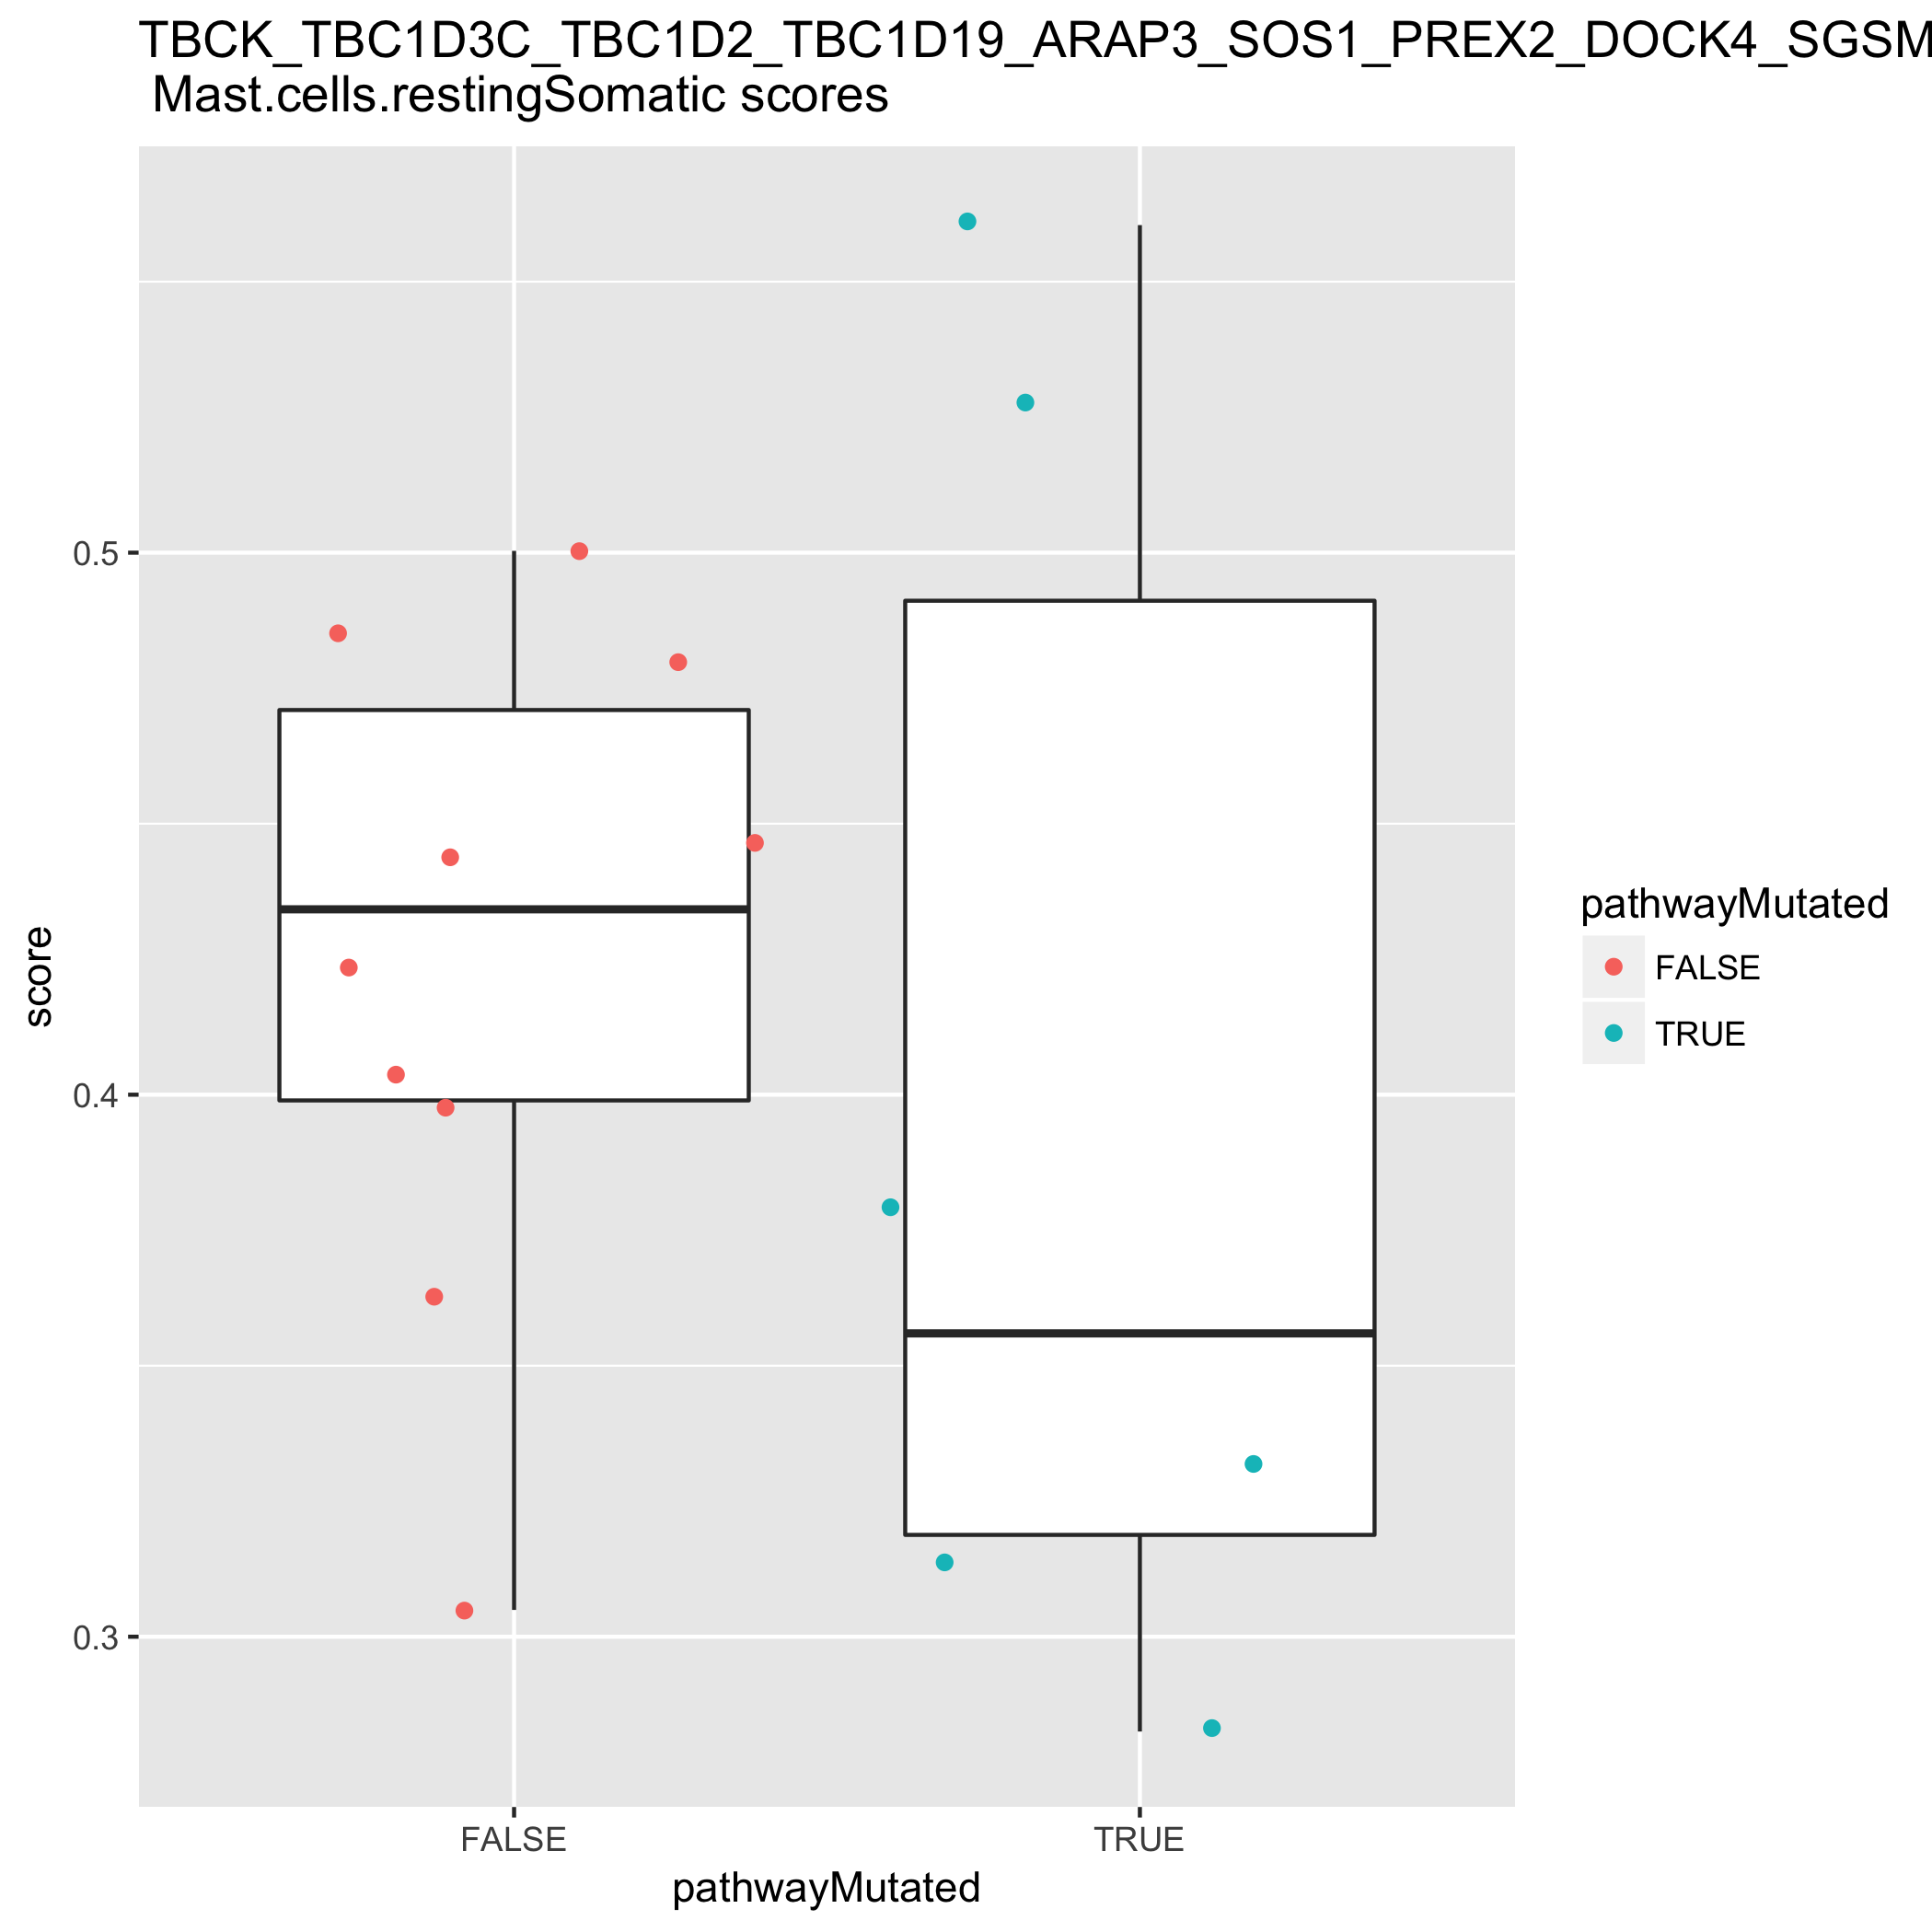 TBCK_TBC1D3C_TBC1D2_TBC1D19_ARAP3_SOS1_PREX2_DOCK4_SGSM
Mast.cells.restingSomatic scores
score
0.5
0.4
0.3
FALSE
TRUE
pathwayMutated
pathwayMutated
FALSE
TRUE